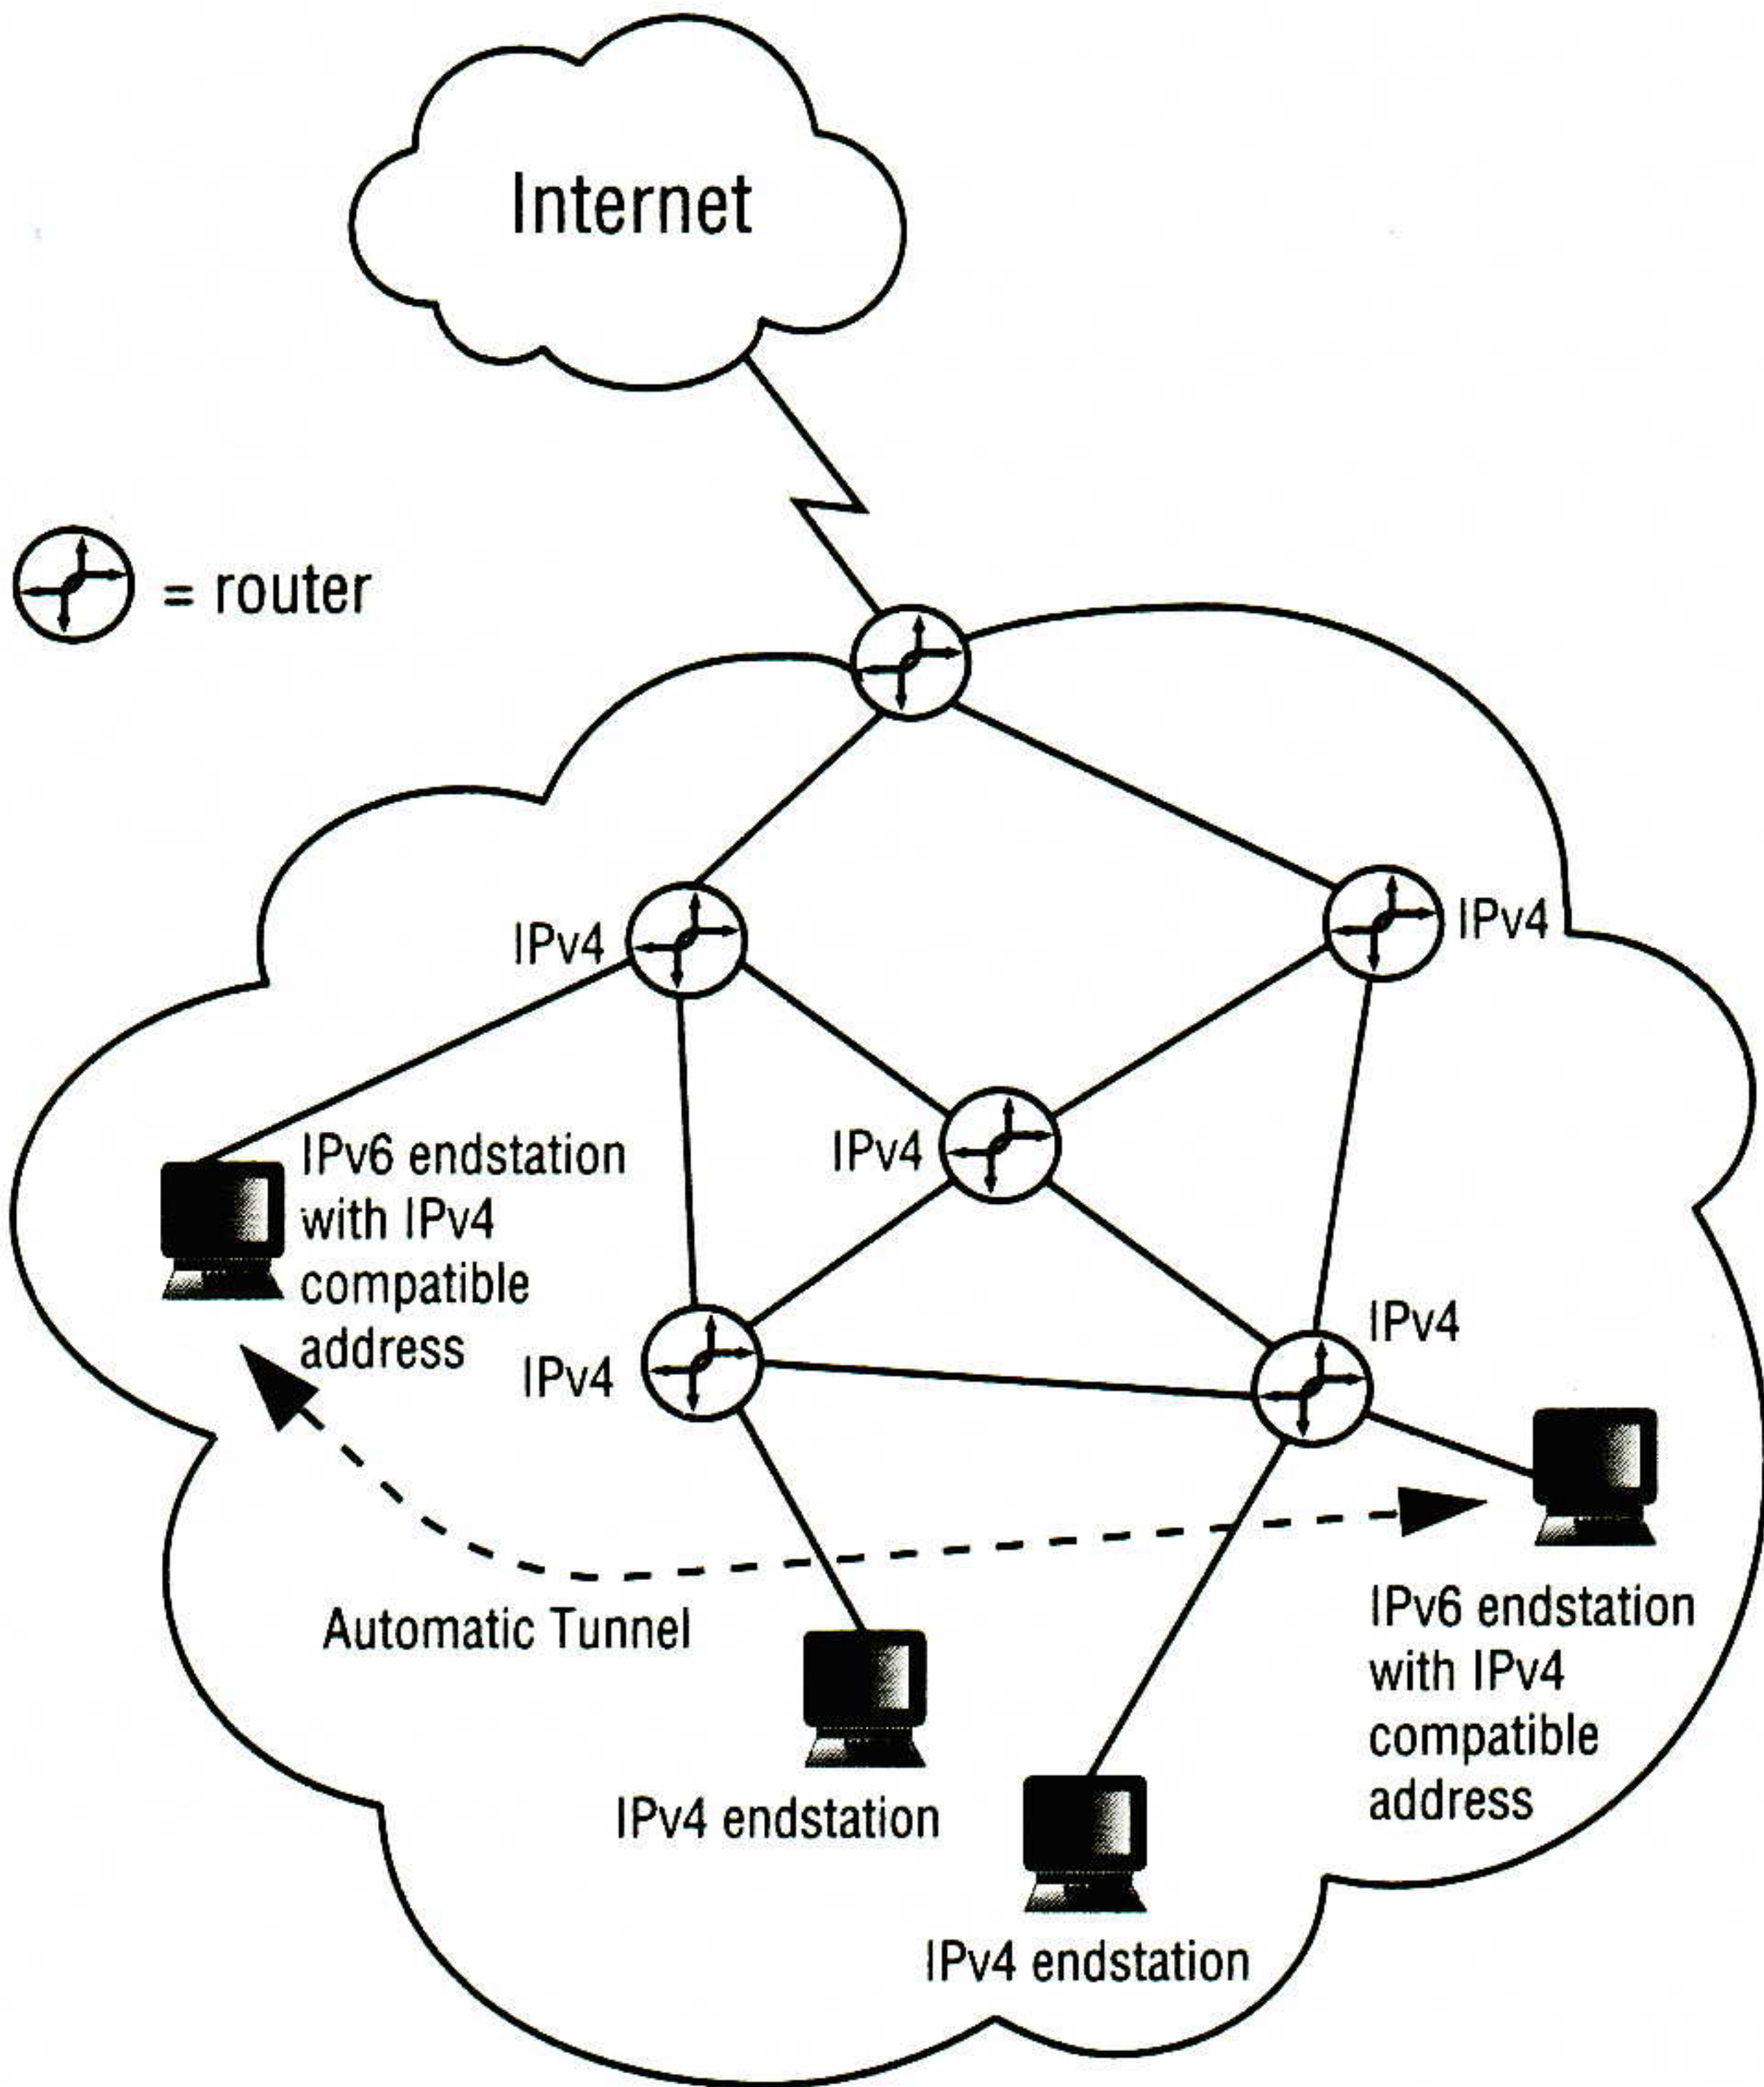 Internet
= router
IPv4
IPv4
IPv6 endstation
with IPv4
compatible
address
IPv4
IPv4
IPv4
Automatic Tunnel
IPv6 endstation
with IPv4
compatible
address
IPv4 endstation
IPv4 endstation